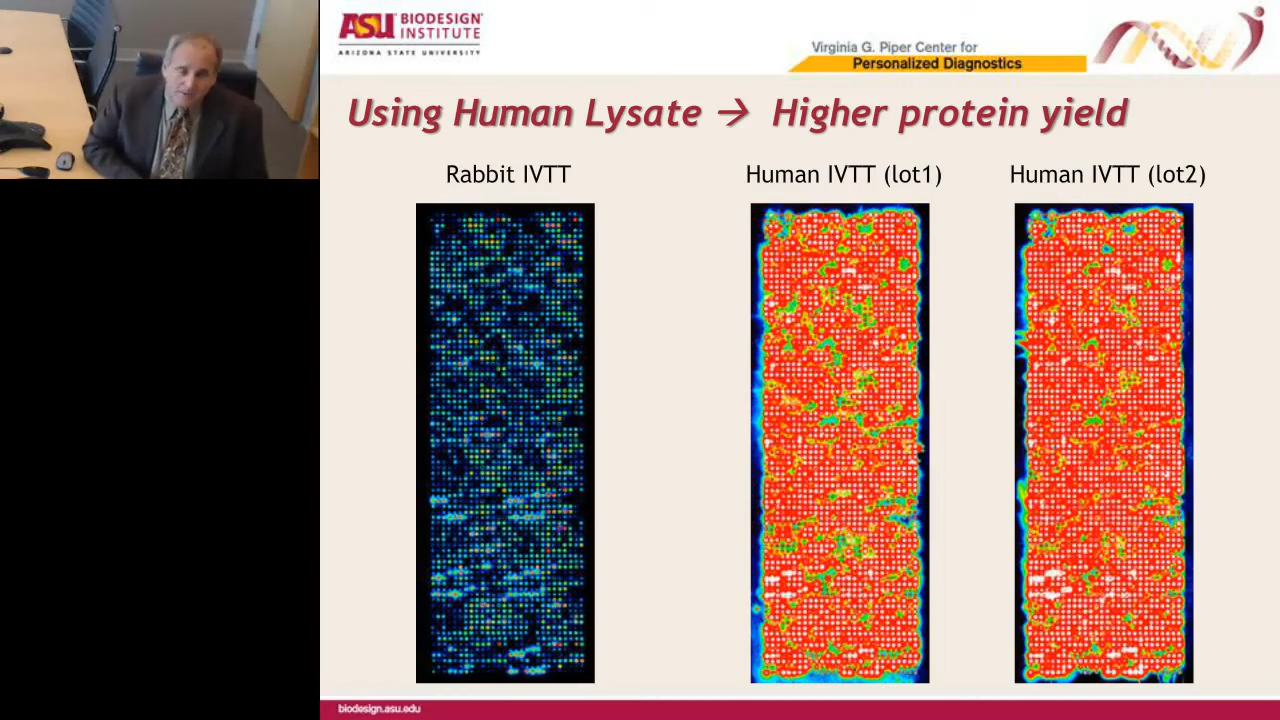 ASU BIODESIGN®
INSTITUTE
ARIZONA STATE UNIVERSITY
Virginia G. Piper Center for
Personalized Diagnostics
Using Human Lysate → Higher protein yield
Rabbit IVTT
Human IVTT (lot1)
Human IVTT (lot2)
biodesign.asu.edu